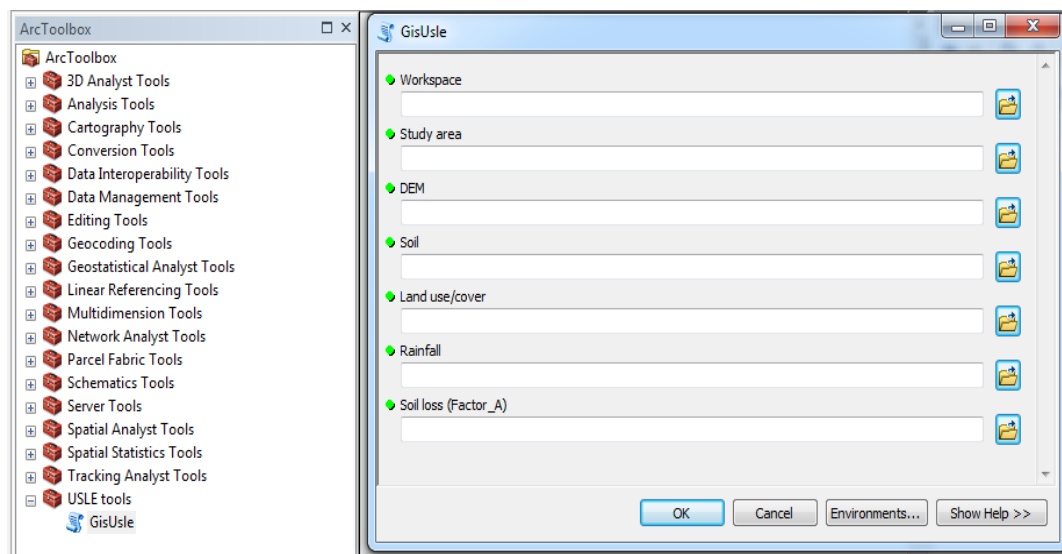 ArcToolbox
ArcToolbox
3D Analyst Tools
Analysis Tools
Cartography Tools
Conversion Tools
Data Interoperability Tools
Data Management Tools
Editing Tools
Geocoding Tools
Geostatistical Analyst Tools
Linear Referencing Tools
Multidimension Tools
Network Analyst Tools
Parcel Fabric Tools
Schematics Tools
Server Tools
Spatial Analyst Tools
Spatial Statistics Tools
Tracking Analyst Tools
USLE tools
GisUsle
GisUsle
Workspace
Study area
DEM
Soil
Land use/cover
Rainfall
Soil loss (Factor_A)
OK Cancel Environments... Show Help >>